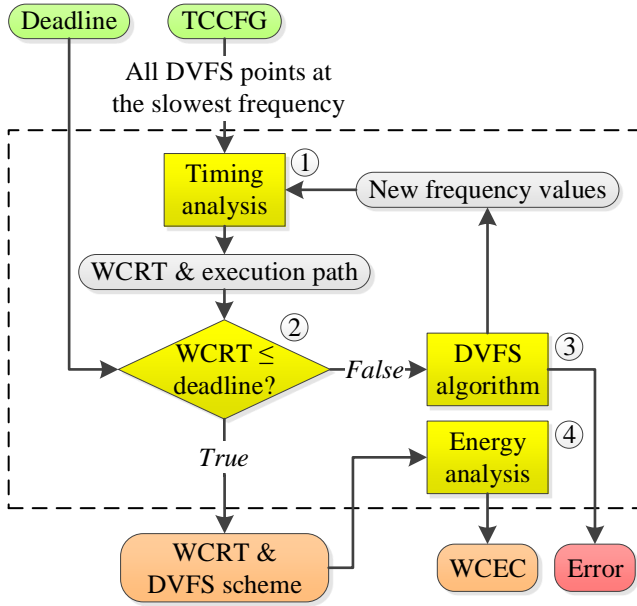 Deadline
TCCFG
All DVFS points at
the slowest frequency
①
Timing
analysis
New frequency values
WCRT & execution path
②
WCRT ≤
deadline?
False
③
DVFS
algorithm
True
④
Energy
analysis
WCRT &
DVFS scheme
WCEC
Error